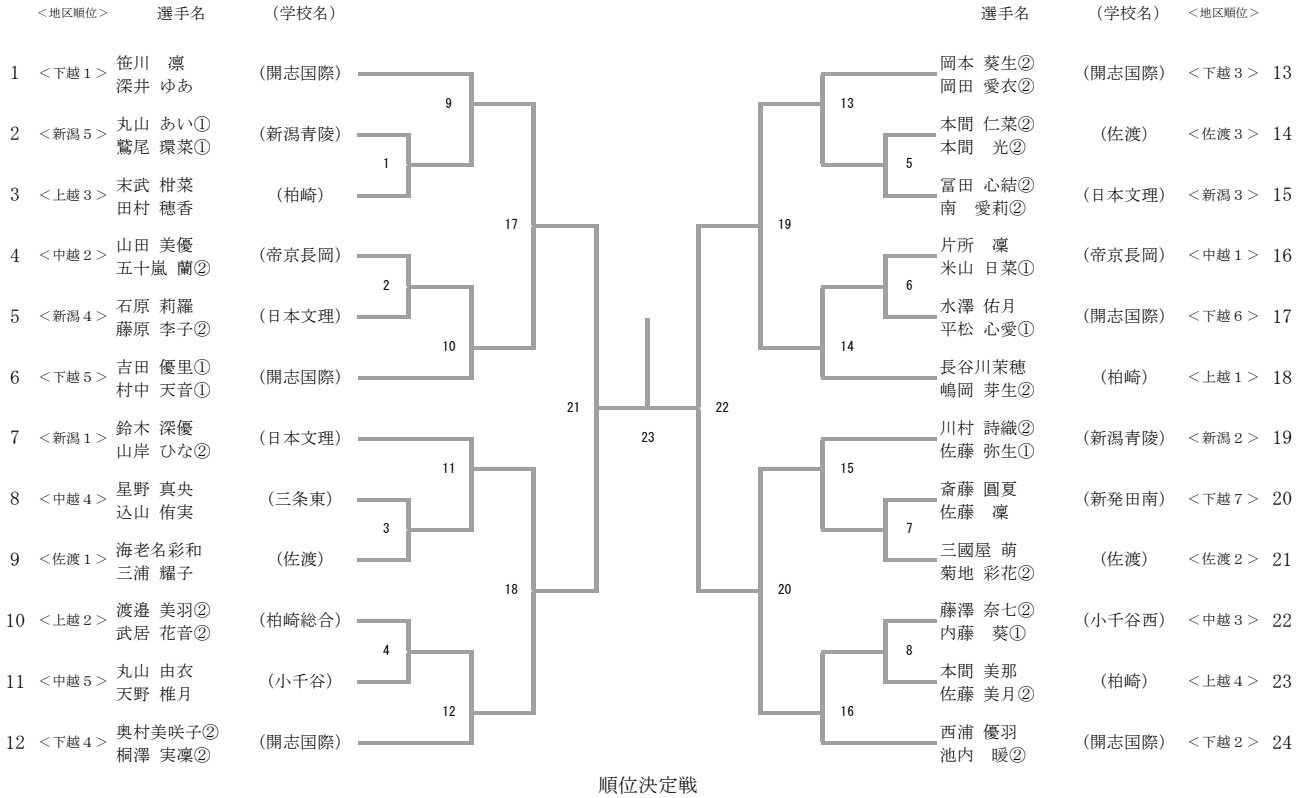 ＜地区順位＞ 選手名 (学校名)
1 ＜下越１＞ 笹川　凛 (開志国際)
深井 ゆあ
2 ＜新潟５＞ 丸山 あい① (新潟青陵)
鷲尾 環菜①
3 ＜上越３＞ 末武 柑菜 (柏崎)
田村 穂香
4 ＜中越２＞ 山田 美優 (帝京長岡)
五十嵐 蘭②
5 ＜新潟４＞ 石原 莉羅 (日本文理)
藤原 李子②
6 ＜下越５＞ 吉田 優里① (開志国際)
村中 天音①
7 ＜新潟１＞ 鈴木 深優 (日本文理)
山岸 ひな②
8 ＜中越４＞ 星野 真央 (三条東)
込山 侑実
9 ＜佐渡１＞ 海老名彩和 (佐渡)
三浦 耀子
10 ＜上越２＞ 渡邉 美羽② (柏崎総合)
武居 花音②
11 ＜中越５＞ 丸山 由衣 (小千谷)
天野 椎月
12 ＜下越４＞ 奥村美咲子② (開志国際)
桐澤 実凜②
9
1
17
2
10
21
11
3
18
4
12
23
選手名 (学校名) ＜地区順位＞
岡本 葵生② (開志国際) ＜下越３＞ 13
岡田 愛衣②
本間 仁菜② (佐渡) ＜佐渡３＞ 14
本間　光②
冨田 心結② (日本文理) ＜新潟３＞ 15
南　愛莉②
片所　凜 (帝京長岡) ＜中越１＞ 16
米山 日菜①
水澤 佑月 (開志国際) ＜下越６＞ 17
平松 心愛①
長谷川茉穂 (柏崎) ＜上越１＞ 18
嶋岡 芽生②
川村 詩織② (新潟青陵) ＜新潟２＞ 19
佐藤 弥生①
斎藤 圓夏 (新発田南) ＜下越７＞ 20
佐藤　凜
三國屋 萌 (佐渡) ＜佐渡２＞ 21
菊地 彩花②
藤澤 奈七② (小千谷西) ＜中越３＞ 22
内藤　葵①
本間 美那 (柏崎) ＜上越４＞ 23
佐藤 美月②
西浦 優羽 (開志国際) ＜下越２＞ 24
池内　暖②
13
5
19
6
14
22
15
7
20
8
16
順位決定戦